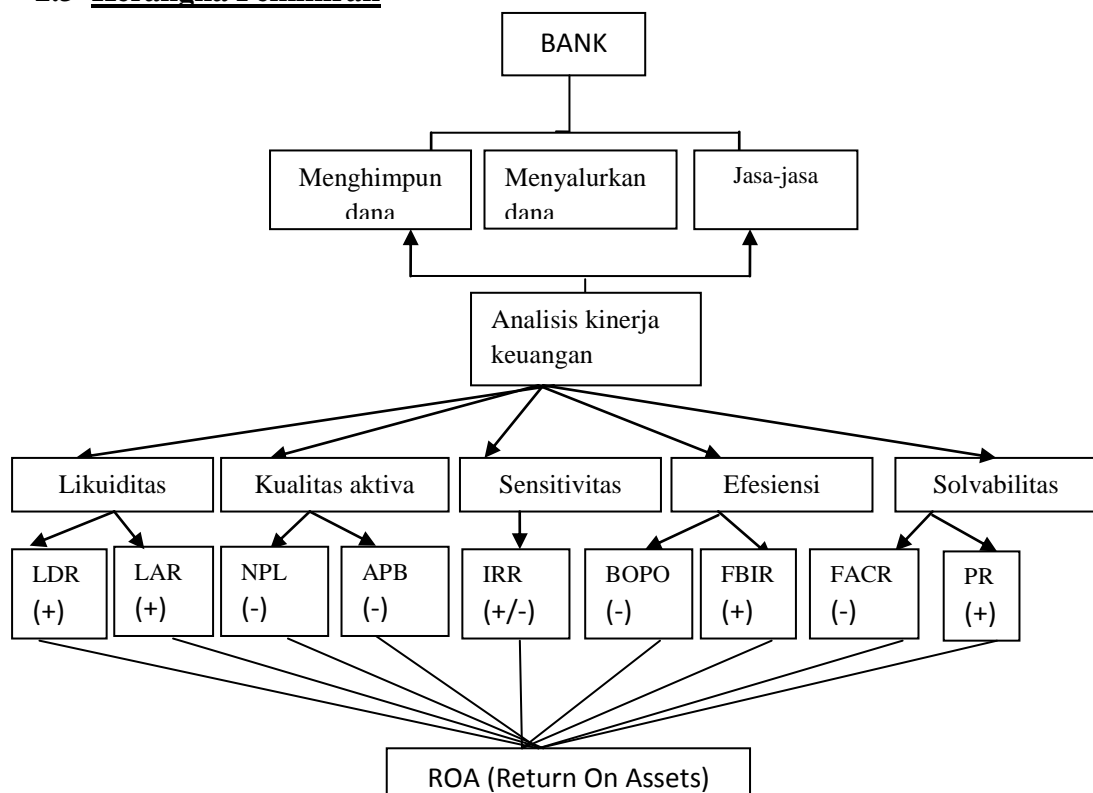 BANK
Menghimpun
dana
Menyalurkan
dana
Jasa-jasa
Analisis kinerja
keuangan
Likuiditas
Kualitas aktiva
Sensitivitas
Efesiensi
Solvabilitas
LDR
(+)
LAR
(+)
NPL
(-)
APB
(-)
IRR
(+/-)
BOPO
(-)
FBIR
(+)
FACR
(-)
PR
(+)
ROA (Return On Assets)